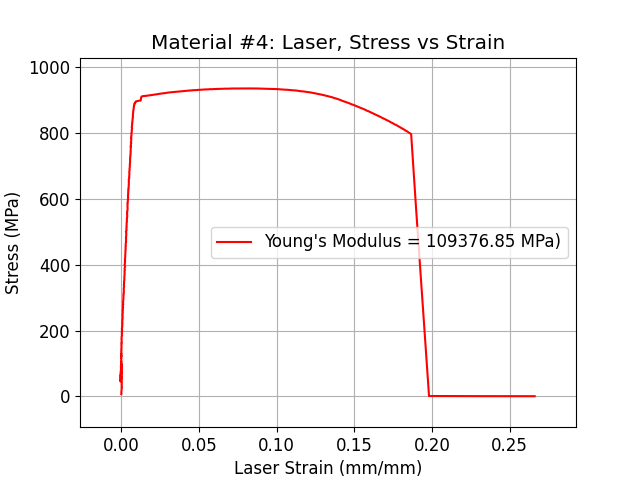 Material #4: Laser, Stress vs Strain
1000
800
600
400
200
0
Stress (MPa)
Young's Modulus = 109376.85 MPa)
0.00 0.05 0.10 0.15 0.20 0.25
Laser Strain (mm/mm)